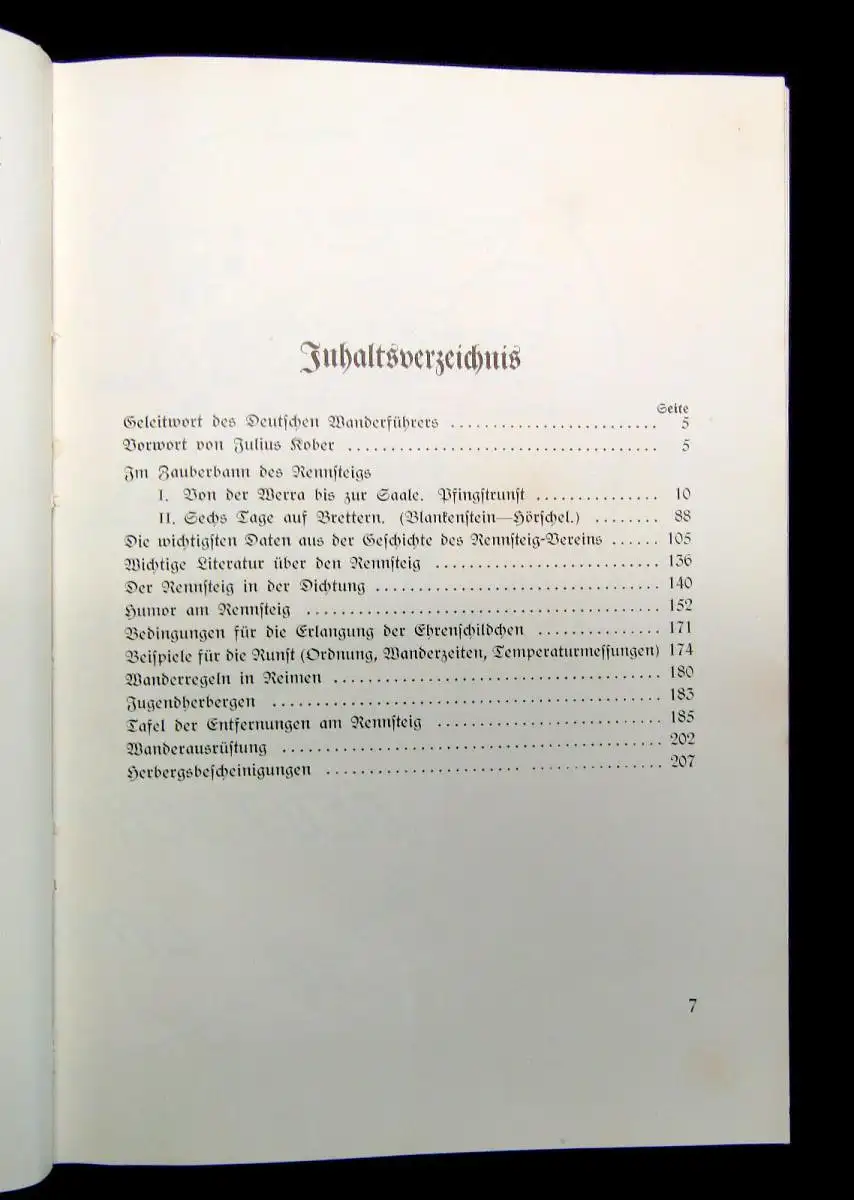 Inhaltsverzeichnis
Seite
Geleitwort des Deutschen Wanderführers ........................ 5
Vorwort von Julius Kober .................................... 5
Im Zauberbann des Rennsteigs
I. Von der Werra bis zur Saale. Pfingstrunst ............... 10
II. Sechs Tage auf Brettern. (Blankenstein—Hörschel.) ........ 88
Die wichtigsten Daten aus der Geschichte des Rennsteig-Vereins ...... 105
Wichtige Literatur über den Rennsteig .......................... 136
Der Rennsteig in der Dichtung ................................. 140
Humor am Rennsteig ......................................... 152
Bedingungen für die Erlangung der Ehrenschildchen ............... 171
Beispiele für die Runst (Ordnung, Wanderzeiten, Temperaturmessungen) 174
Wanderregeln in Reimen ...................................... 180
Jugendherbergen ............................................. 183
Tafel der Entfernungen am Rennsteig .......................... 185
Wanderausrüstung ............................................ 202
Herbergsbescheinigungen ...................... ............... 207
7